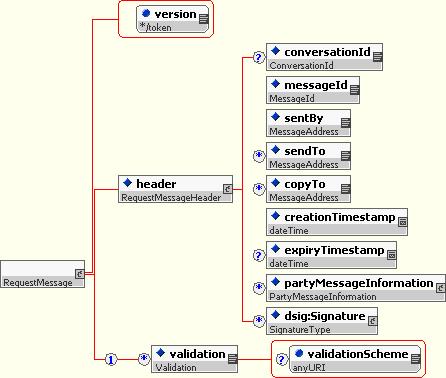 version
*/token
? conversationId
ConversationId
messageId
MessageId
sentBy
MessageAddress
* sendTo
MessageAddress
header
RequestMessageHeader
* copyTo
MessageAddress
creationTimestamp
dateTime
? expiryTimestamp
dateTime
RequestMessage
* partyMessageInformation
PartyMessageInformation
* dsig:Signature
SignatureType
1 * validation
Validation
? validationScheme
anyURI